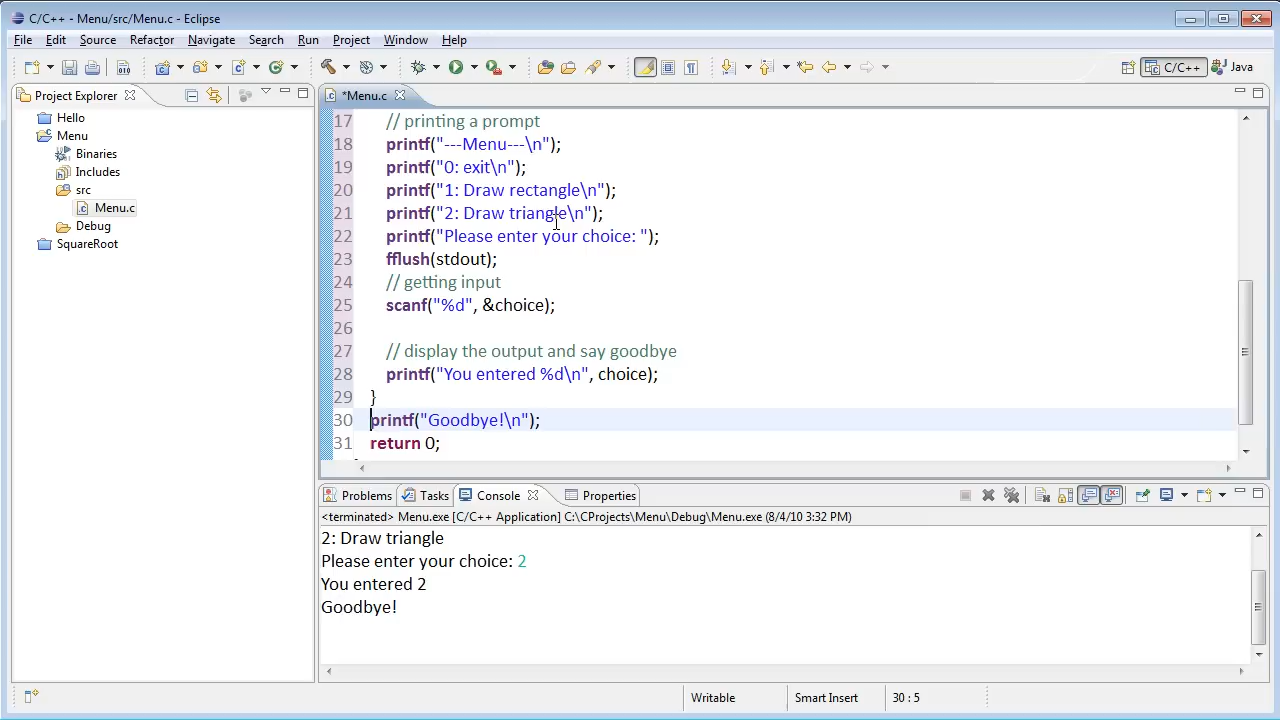 C/C++ - Menu/src/Menu.c - Eclipse
File Edit Source Refactor Navigate Search Run Project Window Help
C/C++ Java
Project Explorer
Hello
Menu
Binaries
Includes
src
Menu.c
Debug
SquareRoot
*Menu.c
17 // printing a prompt
18 printf("---Menu---\n");
19 printf("0: exit\n");
20 printf("1: Draw rectangle\n");
21 printf("2: Draw triangle\n");
22 printf("Please enter your choice: ");
23 fflush(stdout);
24 // getting input
25 scanf("%d", &choice);
26
27 // display the output and say goodbye
28 printf("You entered %d\n", choice);
29 }
30 printf("Goodbye!\n");
31 return 0;
Problems Tasks Console Properties
<terminated> Menu.exe [C/C++ Application] C:\CProjects\Menu\Debug\Menu.exe (8/4/10 3:32 PM)
2: Draw triangle
Please enter your choice: 2
You entered 2
Goodbye!
Writable Smart Insert 30 : 5